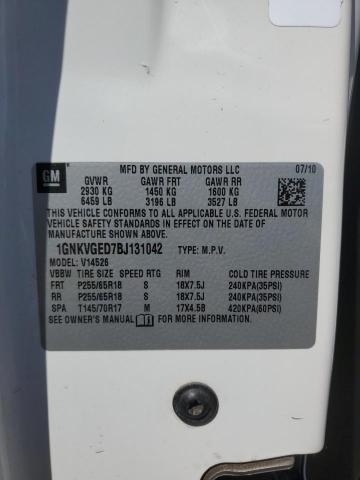 GM
MFD BY GENERAL MOTORS LLC 07/10
GVWR GAWR FRT GAWR RR
2930 KG 1450 KG 1600 KG
6459 LB 3196 LB 3527 LB
THIS VEHICLE CONFORMS TO ALL APPLICABLE U.S. FEDERAL MOTOR
VEHICLE SAFETY STANDARDS IN EFFECT ON THE DATE OF
MANUFACTURE SHOWN ABOVE.
1GNKVGED7BJ131042 TYPE: M.P.V.
MODEL: V14526
VBBW TIRE SIZE SPEED RTG RIM COLD TIRE PRESSURE
FRT P255/65R18 S 18X7.5J 240KPA(35PSI)
RR P255/65R18 S 18X7.5J 240KPA(35PSI)
SPA T145/70R17 M 17X4.5B 420KPA(60PSI)
SEE OWNER'S MANUAL FOR ADDITIONAL INFORMATION.